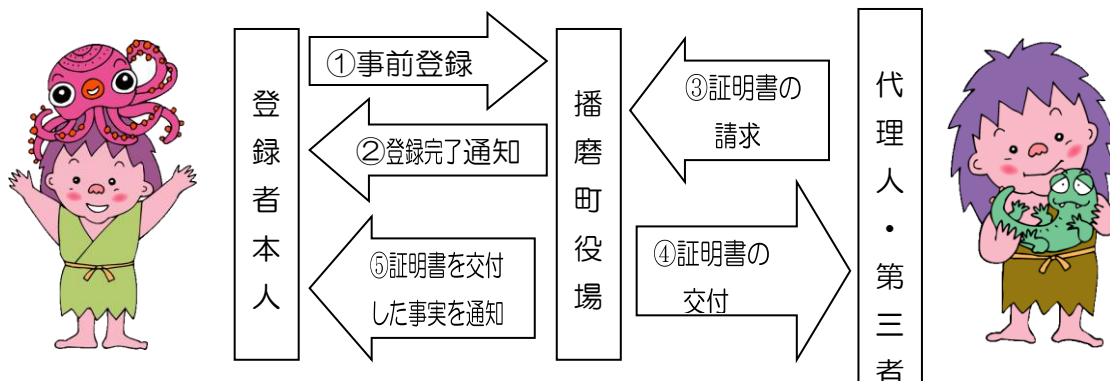 登録者本人
①事前登録
②登録完了通知
⑤証明書を交付
した事実を通知
播磨町役場
③証明書の
請求
④証明書の
交付
代理人・第三者